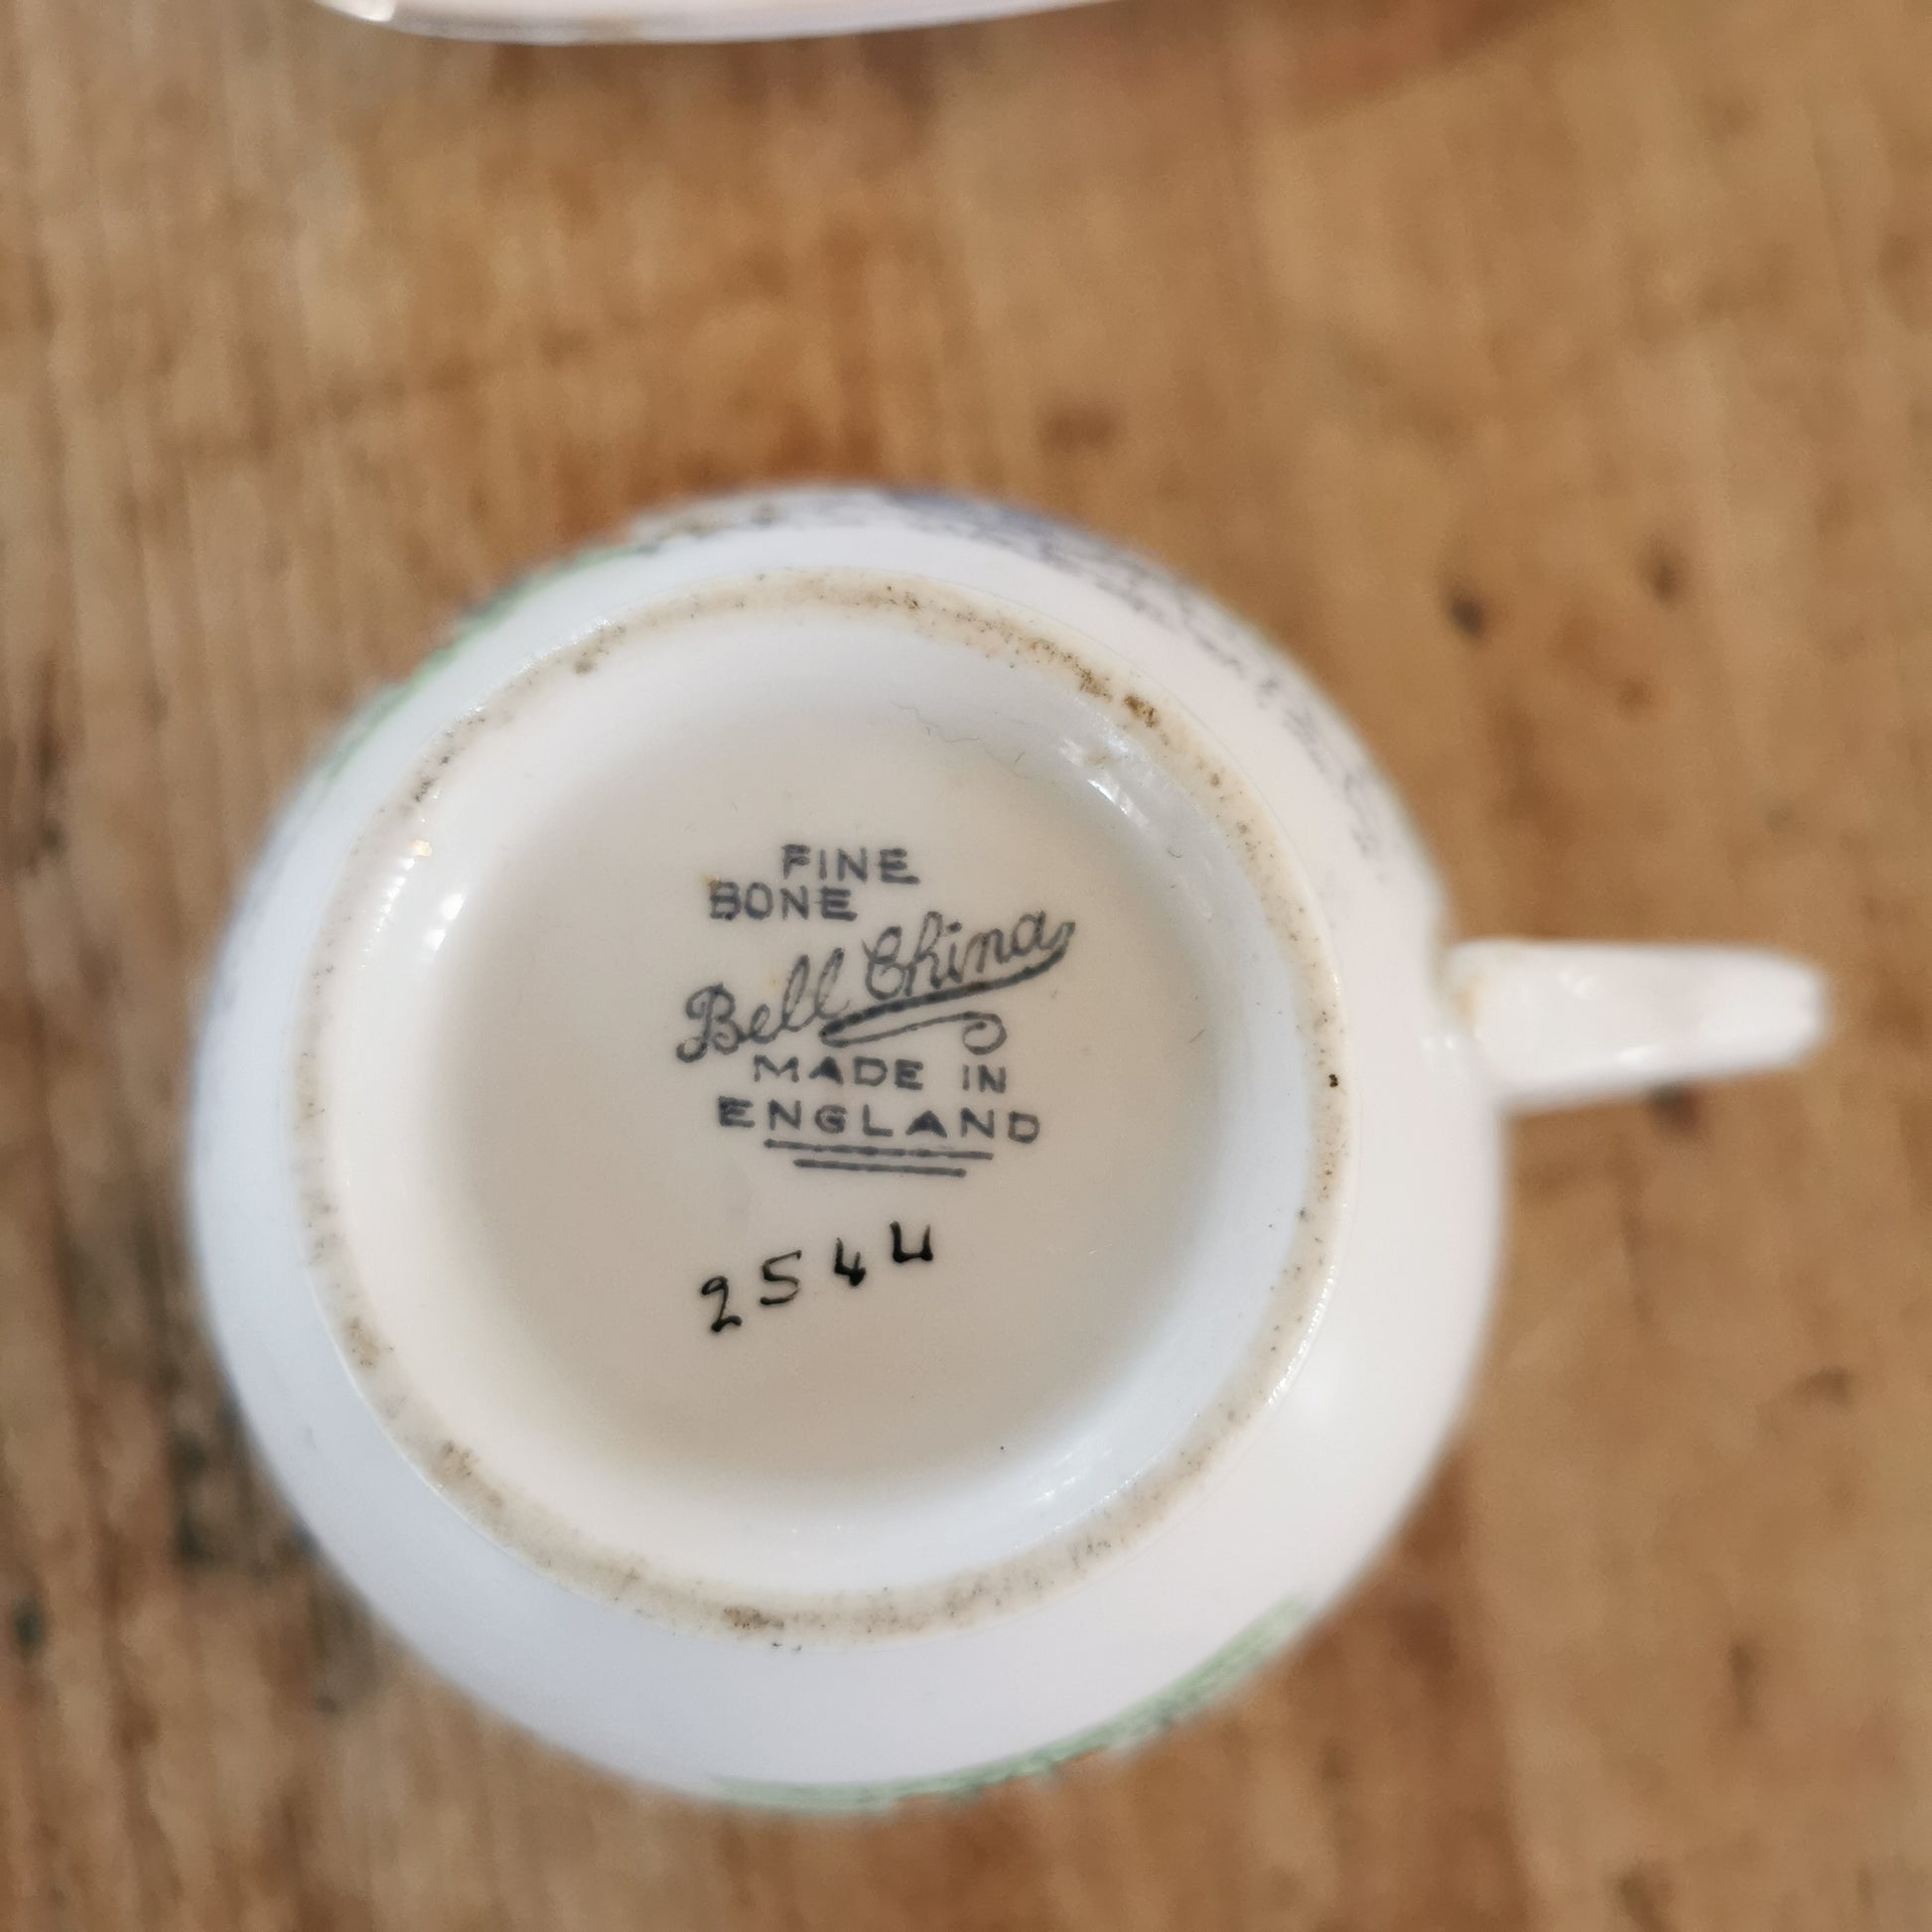 FINE
BONE
Bell China
MADE IN
ENGLAND
2544